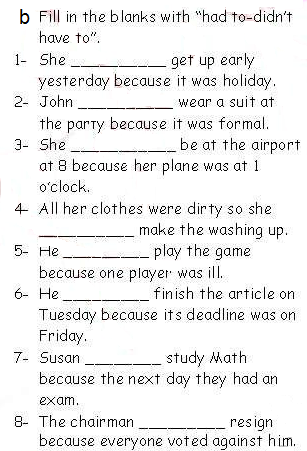 b Fill in the blanks with "had to-didn't
have to".
1- She __________ get up early
yesterday because it was holiday.
2- John __________ wear a suit at
the party because it was formal.
3- She ___________ be at the airport
at 8 because her plane was at 1
o'clock.
4- All her clothes were dirty so she
__________ make the washing up.
5- He _________ play the game
because one player was ill.
6- He _________ finish the article on
Tuesday because its deadline was on
Friday.
7- Susan ________ study Math
because the next day they had an
exam.
8- The chairman _________ resign
because everyone voted against him.